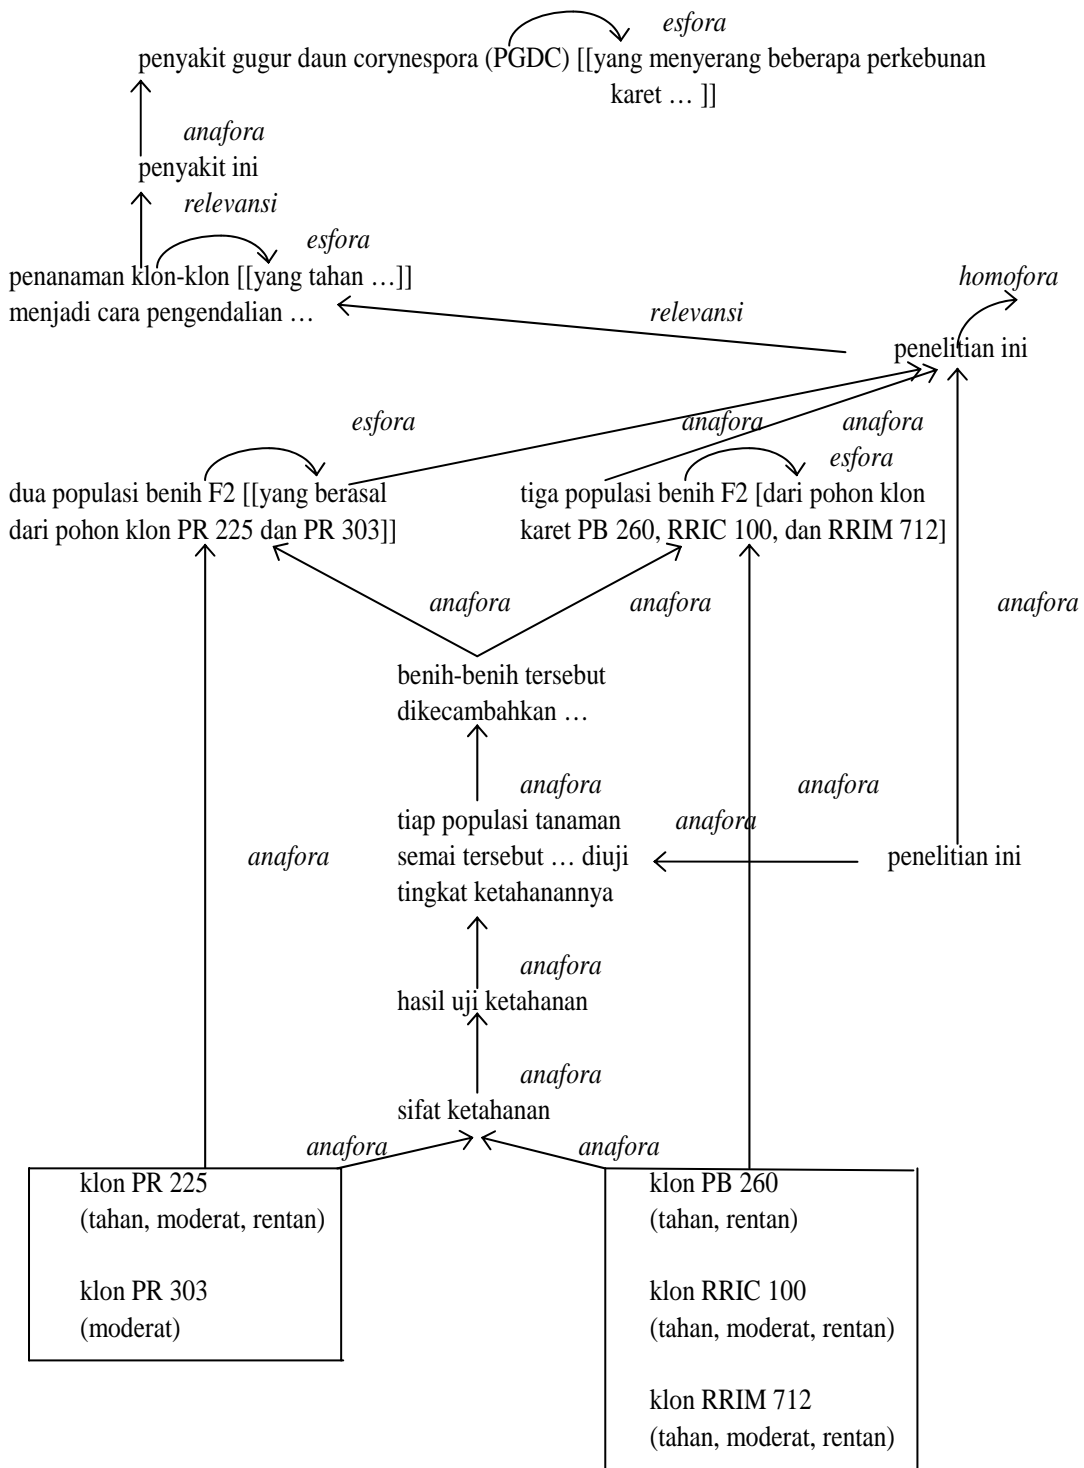 esfora
penyakit gugur daun corynespora (PGDC) [[yang menyerang beberapa perkebunan
karet … ]]
anafora
penyakit ini
relevansi
esfora
penanaman klon-klon [[yang tahan …]]
menjadi cara pengendalian …
homofora
relevansi
penelitian ini
esfora
anafora
anafora
esfora
dua populasi benih F2 [[yang berasal
dari pohon klon PR 225 dan PR 303]]
tiga populasi benih F2 [dari pohon klon
karet PB 260, RRIC 100, dan RRIM 712]
anafora
anafora
anafora
benih-benih tersebut
dikecambahkan …
anafora
anafora
tiap populasi tanaman
semai tersebut … diuji
tingkat ketahanannya
anafora
anafora
penelitian ini
anafora
hasil uji ketahanan
anafora
sifat ketahanan
anafora
anafora
klon PR 225
(tahan, moderat, rentan)
klon PR 303
(moderat)
klon PB 260
(tahan, rentan)
klon RRIC 100
(tahan, moderat, rentan)
klon RRIM 712
(tahan, moderat, rentan)